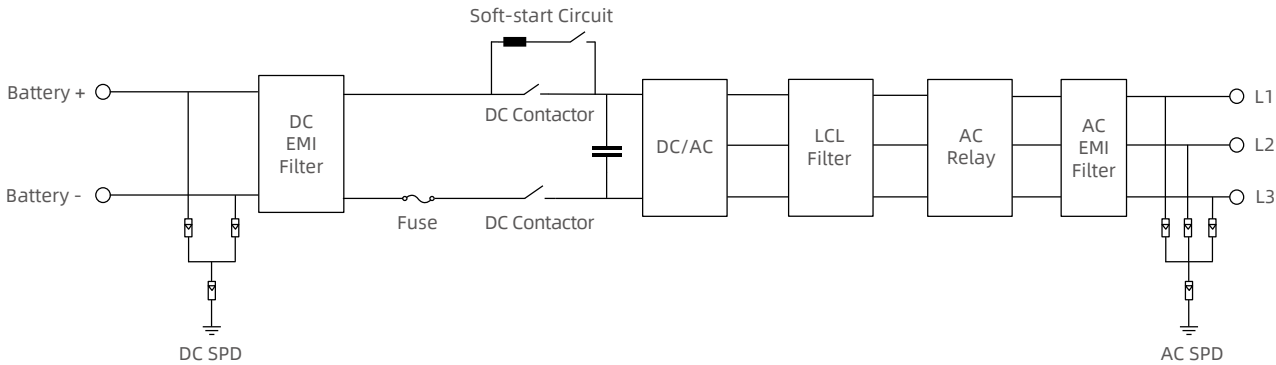 Soft-start Circuit
Battery +
DC
EMI
Filter
DC Contactor
DC/AC
LCL
Filter
AC
Relay
AC
EMI
Filter
L1
L2
L3
Battery -
Fuse
DC Contactor
DC SPD
AC SPD